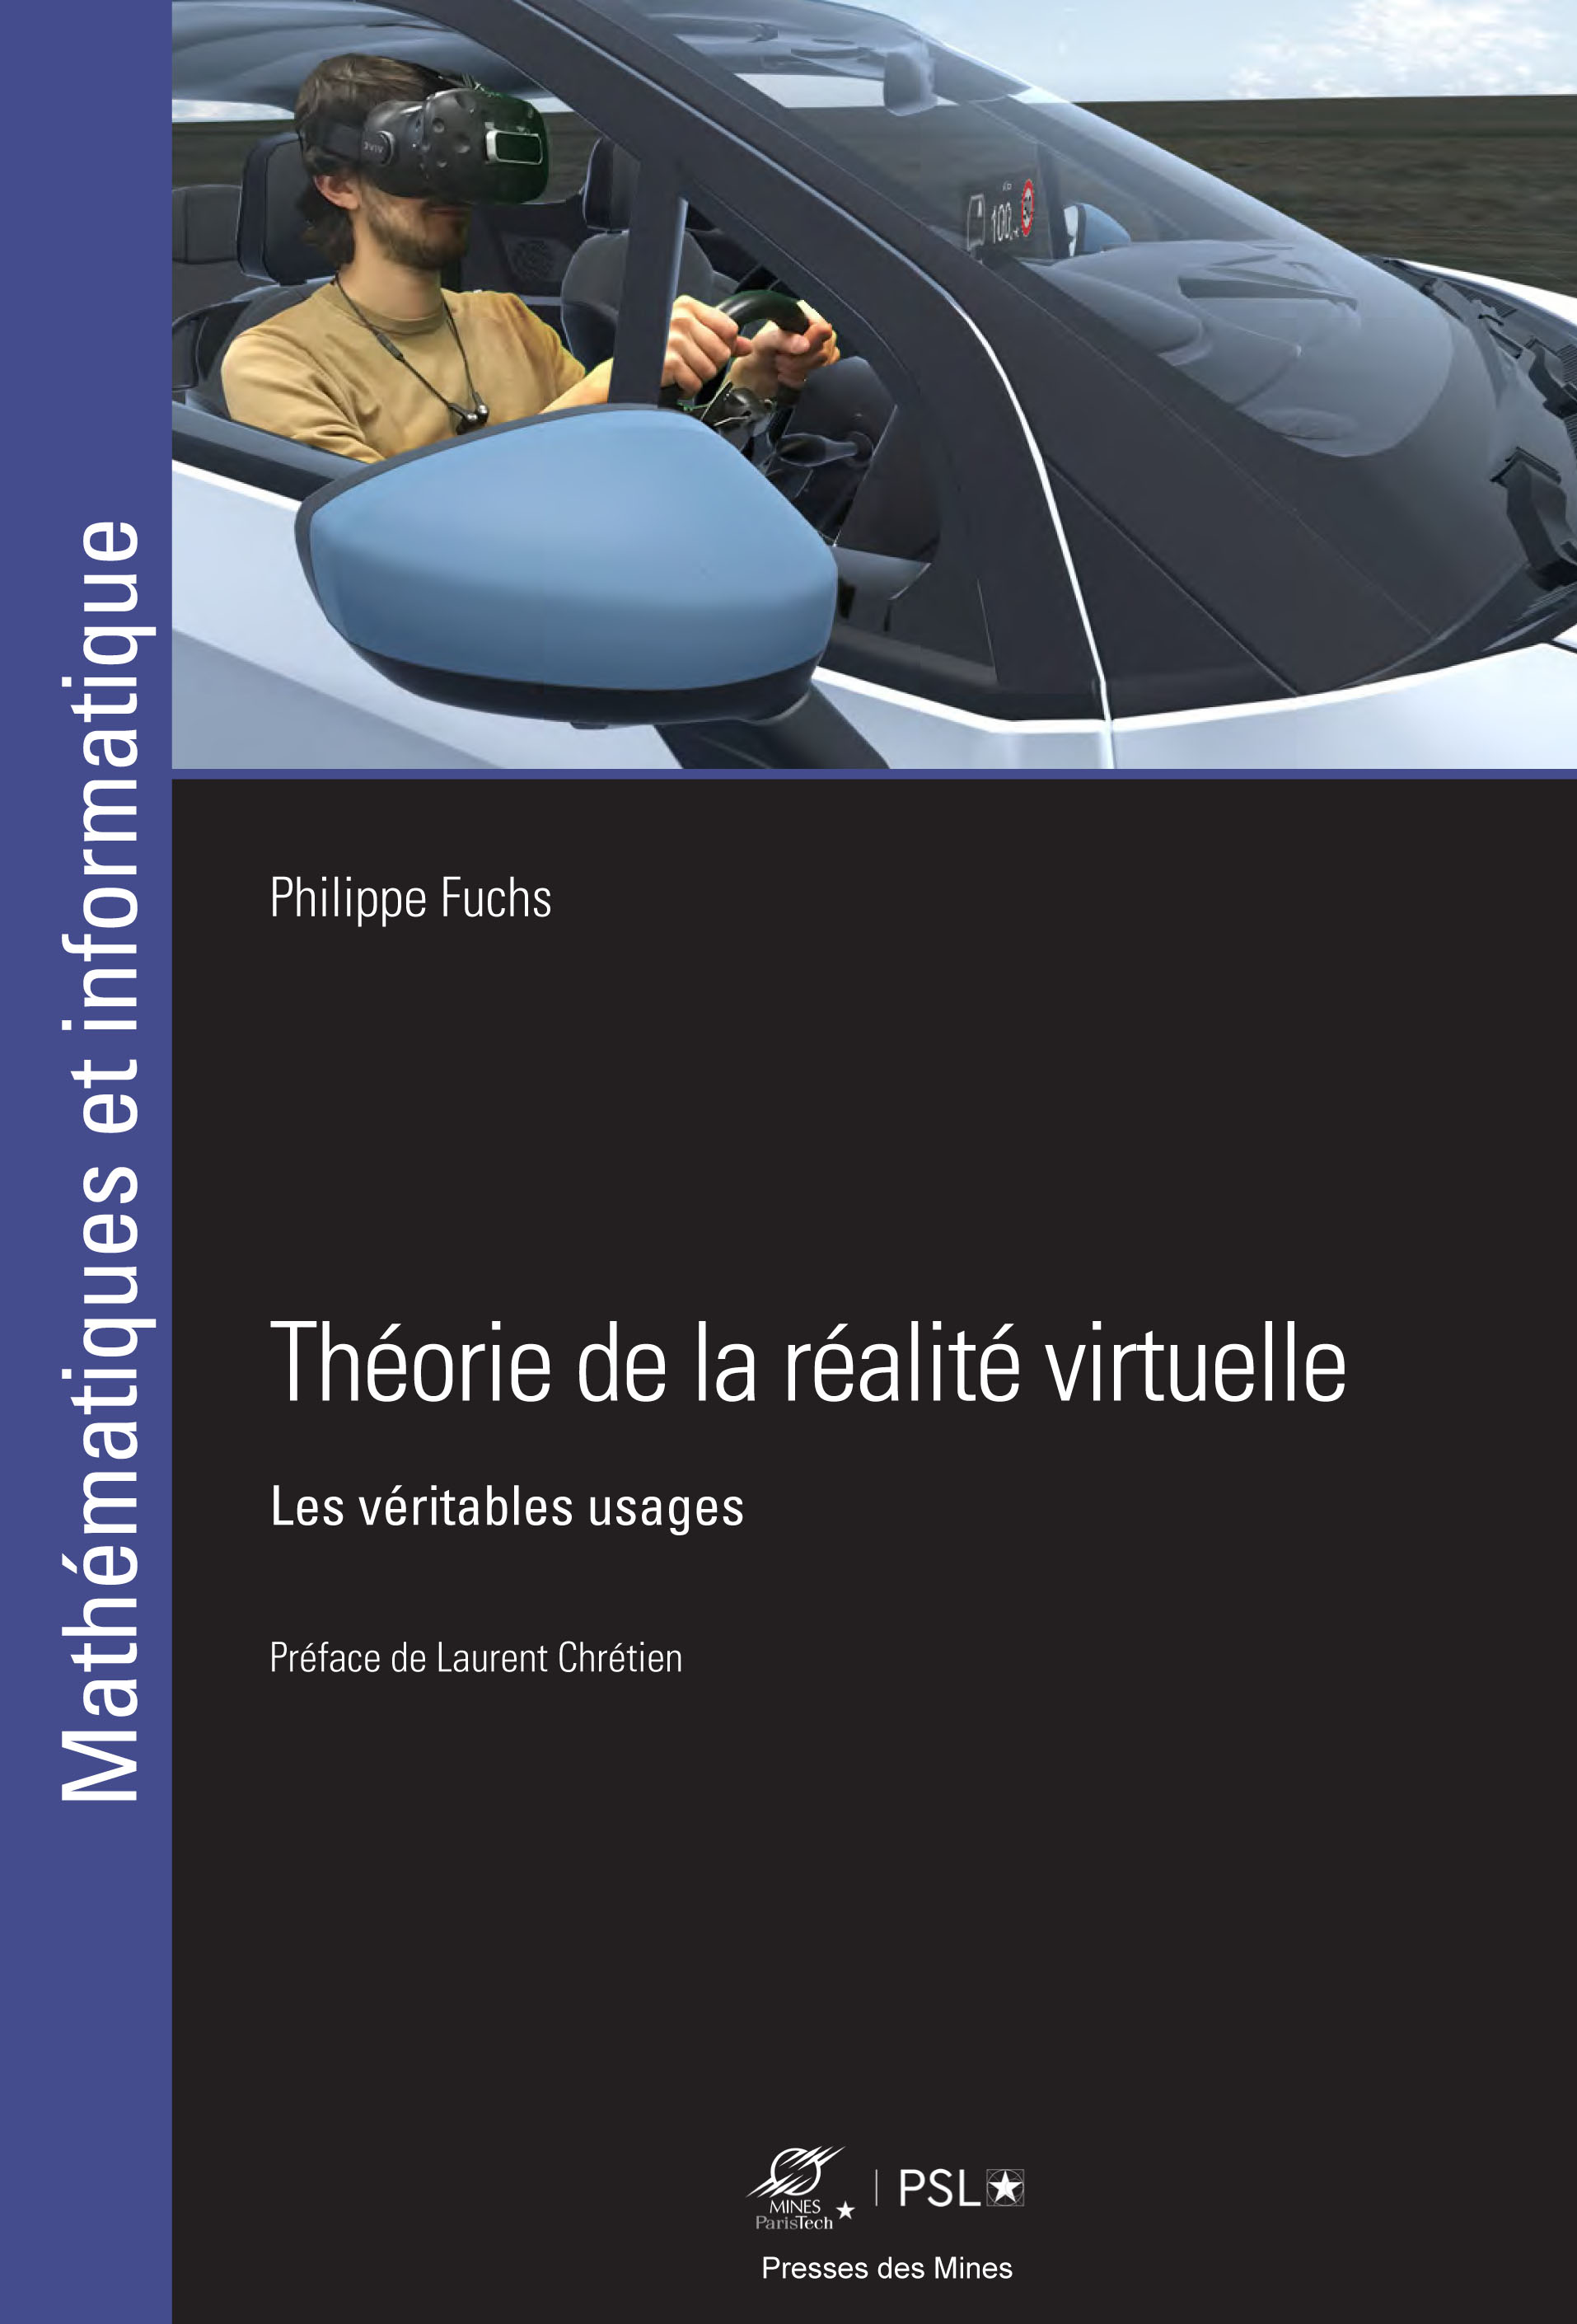 Mathématiques et informatique
VIVE
100
Philippe Fuchs
Théorie de la réalité virtuelle
Les véritables usages
Préface de Laurent Chrétien
MINES
ParisTech
PSL
Presses des Mines